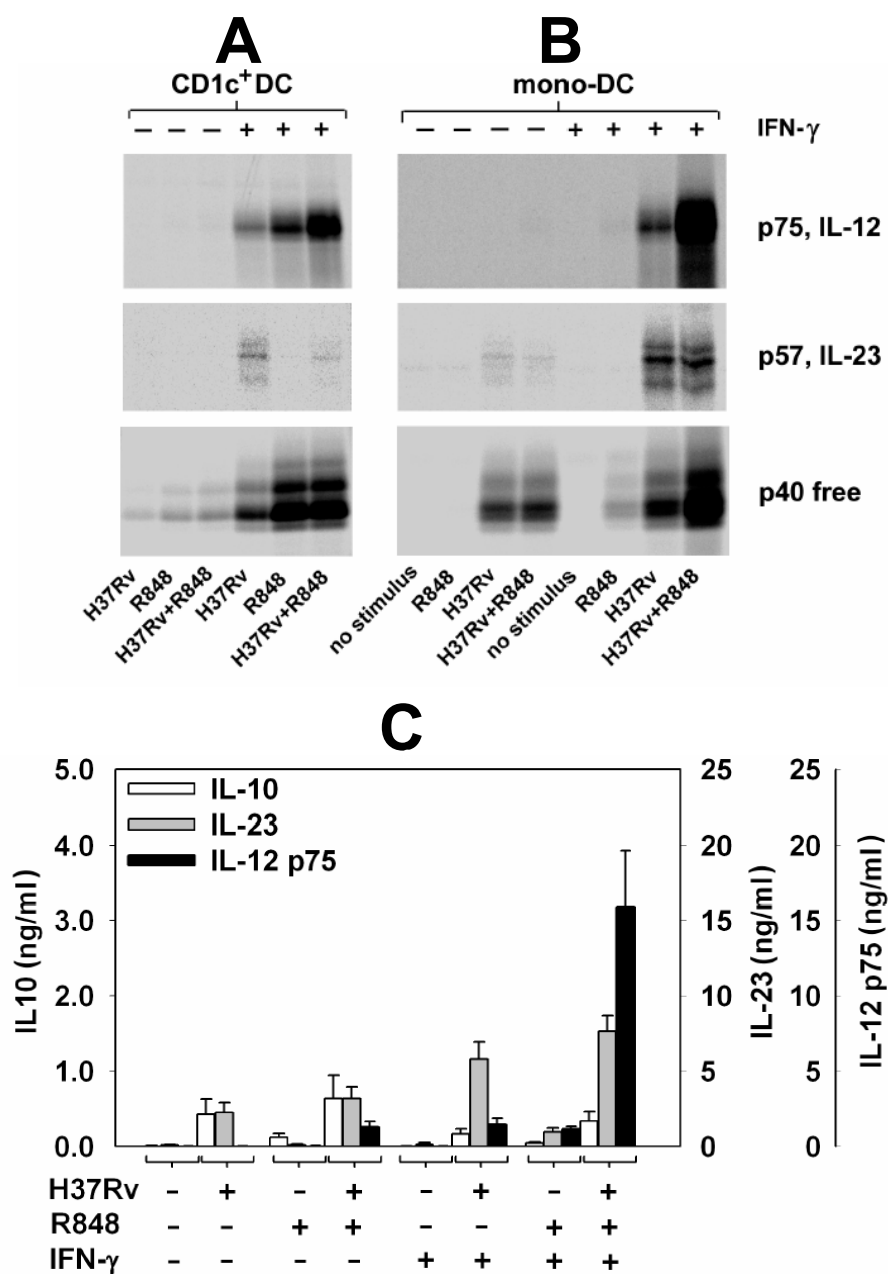 A B
CD1c+DC mono-DC
– – – + + + – – – – + + + + IFN-γ
p75, IL-12
p57, IL-23
p40 free
H37Rv R848 H37Rv+R848 H37Rv R848 H37Rv+R848 no stimulus R848 H37Rv H37Rv+R848 no stimulus R848 H37Rv H37Rv+R848
C
5.0 25 25
IL-10
IL-23
4.0 20 20
IL-12 p75
3.0 15 15
2.0 10 10
1.0 5 5
0.0 0 0
IL10 (ng/ml)
IL-23 (ng/ml)
IL-12 p75 (ng/ml)
H37Rv – + – + – + – +
R848 – – + + – – + +
IFN-γ – – – – + + + +